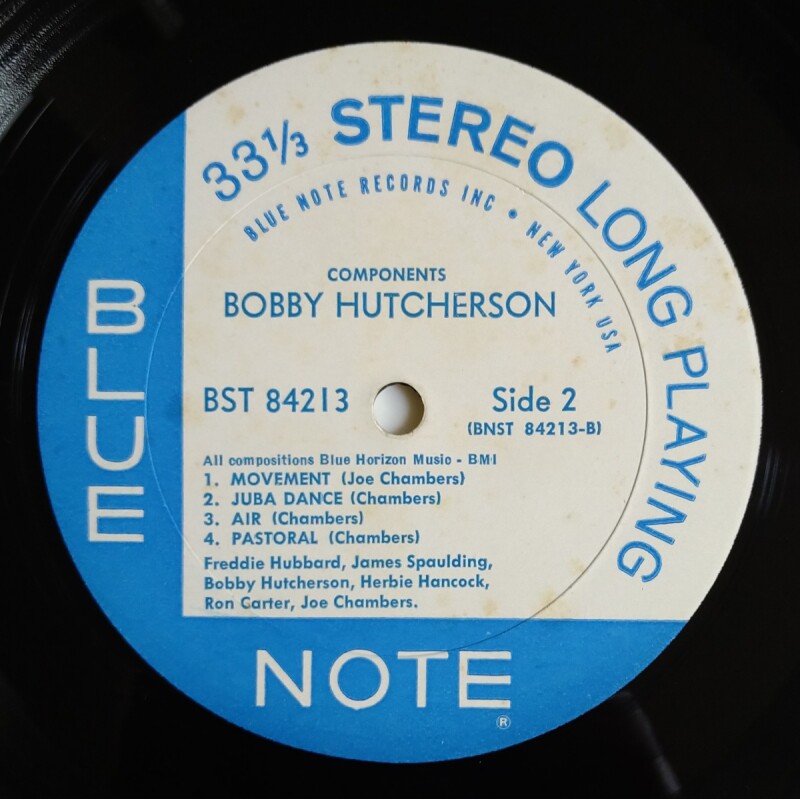 33⅓ STEREO LONG PLAYING
BLUE NOTE RECORDS INC • NEW YORK USA
COMPONENTS
BOBBY HUTCHERSON
BST 84213
Side 2
(BNST 84213-B)
All compositions Blue Horizon Music - BMI
1. MOVEMENT (Joe Chambers)
2. JUBA DANCE (Chambers)
3. AIR (Chambers)
4. PASTORAL (Chambers)
Freddie Hubbard, James Spaulding,
Bobby Hutcherson, Herbie Hancock,
Ron Carter, Joe Chambers.
BLUE
NOTE
®